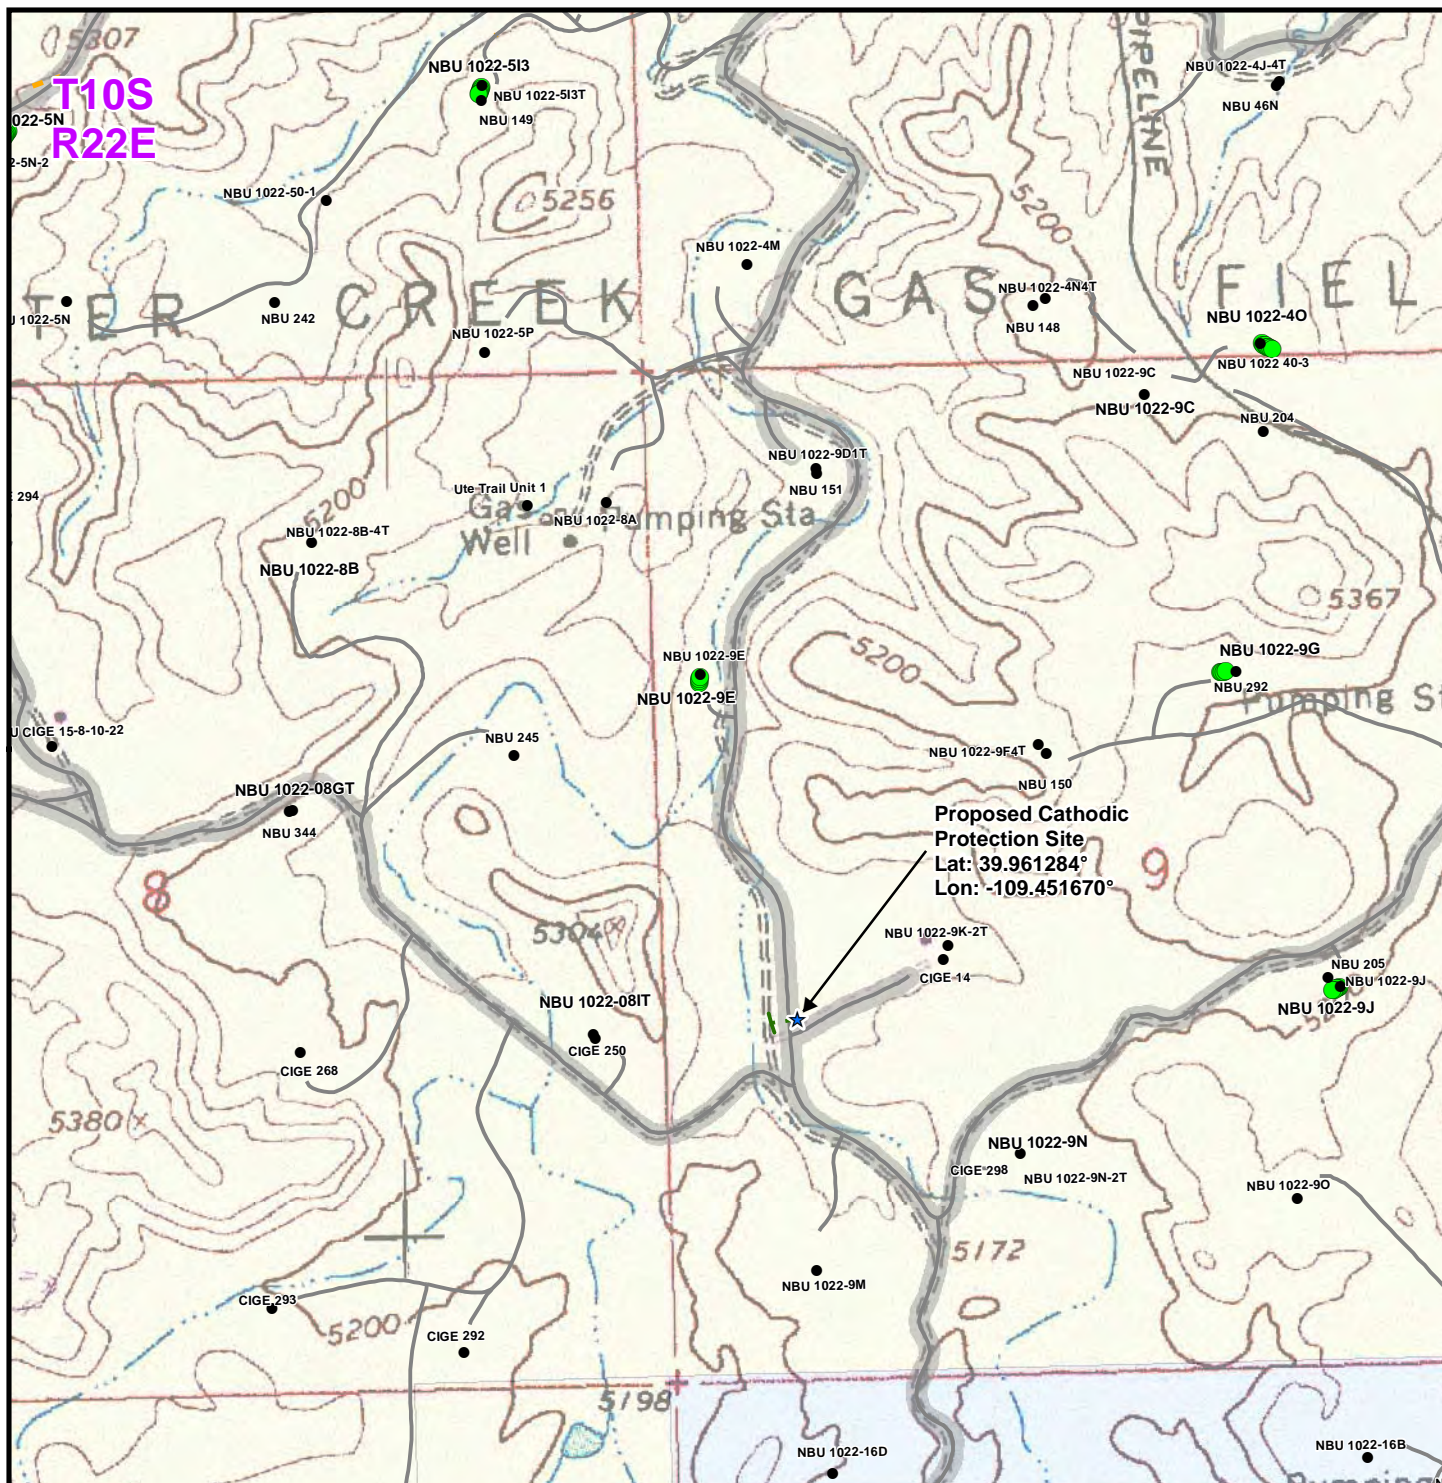 5307
T10S
R22E
022-5N
2-5N-2
NBU 1022-5I3
NBU 1022-5I3T
NBU 149
PIPELINE
NBU 1022-4J-4T
NBU 46N
NBU 1022-50-1
5256
5200
NBU 1022-4M
TER CREEK GAS FIEL
U 1022-5N
NBU 242
NBU 1022-5P
NBU 1022-4N4T
NBU 148
NBU 1022-4O
NBU 1022 40-3
NBU 1022-9C
NBU 1022-9C
NBU 204
NBU 1022-9D1T
NBU 151
294
5200
Ute Trail Unit 1
Gas
Well
NBU 1022-8A
Pumping Sta
NBU 1022-8B-4T
NBU 1022-8B
5367
5200
NBU 1022-9E
NBU 1022-9E
NBU 1022-9G
NBU 292
Pumping St
U CIGE 15-8-10-22
NBU 245
NBU 1022-9F4T
NBU 150
NBU 1022-08GT
NBU 344
Proposed Cathodic
Protection Site
Lat: 39.961284°
Lon: -109.451670°
8
9
5304
NBU 1022-9K-2T
CIGE 14
NBU 205
NBU 1022-9J
NBU 1022-9J
NBU 1022-08IT
CIGE 250
CIGE 268
5380
NBU 1022-9N
CIGE 298
NBU 1022-9N-2T
NBU 1022-9O
5172
NBU 1022-9M
CIGE 293
5200
CIGE 292
5198
NBU 1022-16D
NBU 1022-16B